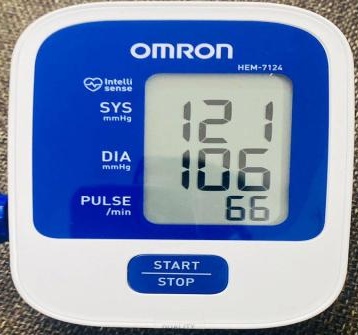 OMRON
HEM-7124
Intelli
sense
SYS
mmHg
121
DIA
mmHg
106
PULSE
/min
66
START
STOP